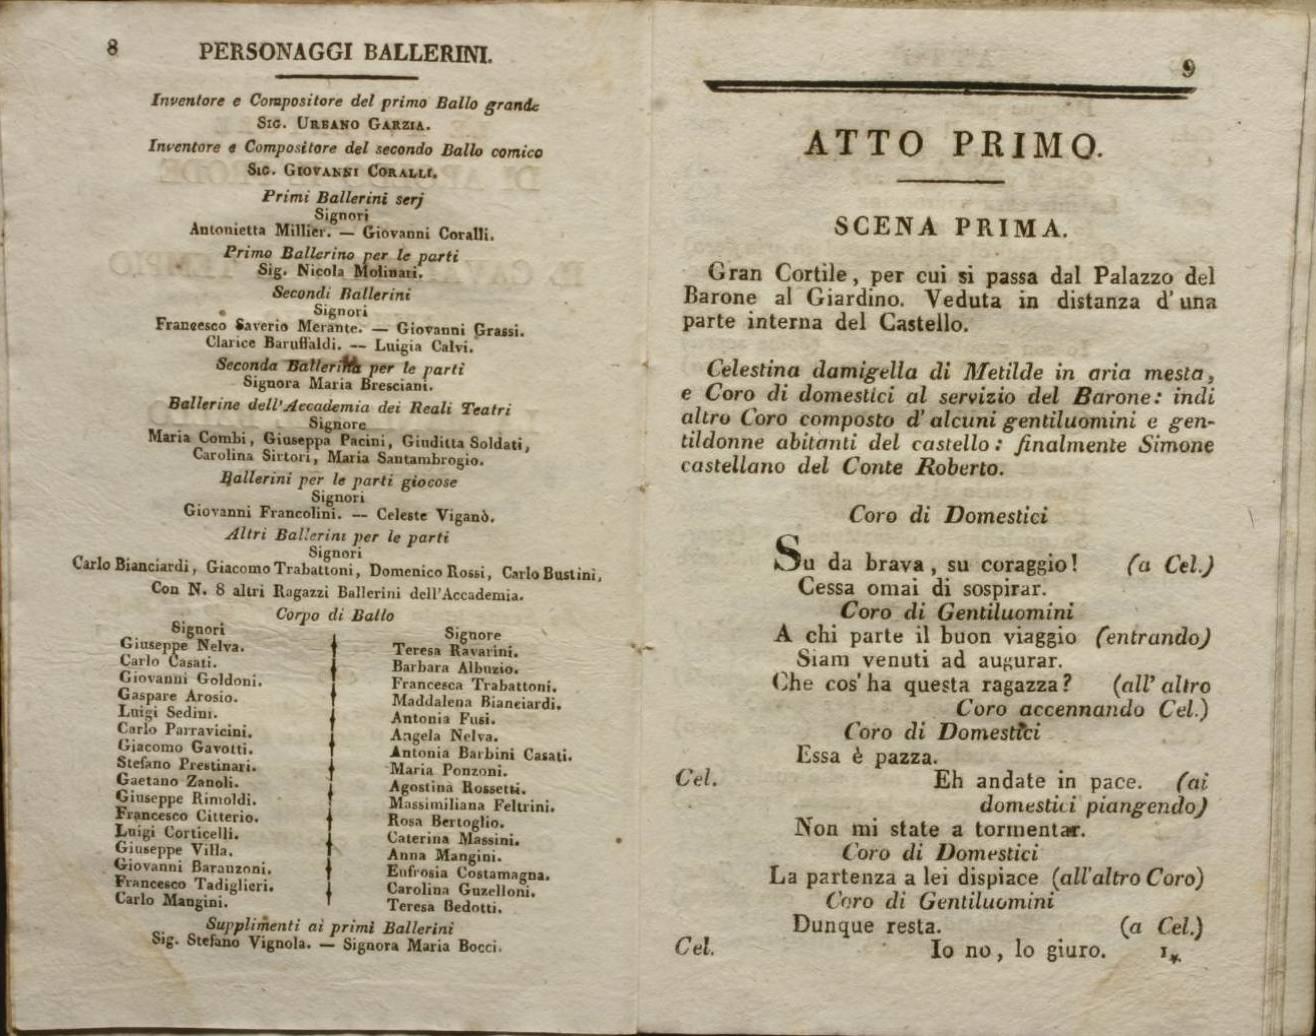 8
PERSONAGGI BALLERINI.
Inventore e Compositore del primo Ballo grande
SIG. URBANO GARZIA.
Inventore e Compositore del secondo Ballo comico
SIG. GIOVANNI CORALLI.
Primi Ballerini serj
Signori
Antonietta Millier. — Giovanni Coralli.
Primo Ballerino per le parti
Sig. Nicola Molinari.
Secondi Ballerini
Signori
Francesco Saverio Merante. — Giovanni Grassi.
Clarice Baruffaldi. — Luigia Calvi.
Seconda Ballerina per le parti
Signora Maria Bresciani.
Ballerine dell'Accademia dei Reali Teatri
Signore
Maria Combi, Giuseppa Pacini, Giuditta Soldati,
Carolina Sirtori, Maria Santambrogio.
Ballerini per le parti giocose
Signori
Giovanni Francolini. — Celeste Viganò.
Altri Ballerini per le parti
Signori
Carlo Bianciardi, Giacomo Trabattoni, Domenico Rossi, Carlo Bustini,
Con N. 8 altri Ragazzi Ballerini dell'Accademia.
Corpo di Ballo
Signori
Giuseppe Nelva.
Carlo Casati.
Giovanni Goldoni.
Gaspare Arosio.
Luigi Sedini.
Carlo Parravicini.
Giacomo Gavotti.
Stefano Prestinari.
Gaetano Zanoli.
Giuseppe Rimoldi.
Francesco Citterio.
Luigi Corticelli.
Giuseppe Villa.
Giovanni Baranzoni.
Francesco Tadiglieri.
Carlo Mangini.
Signore
Teresa Ravarini.
Barbara Albuzio.
Francesca Trabattoni.
Maddalena Bianciardi.
Antonia Fusi.
Angela Nelva.
Antonia Barbini Casati.
Maria Ponzoni.
Agostina Rossetti.
Massimiliana Feltrini.
Rosa Bertoglio.
Caterina Massini.
Anna Mangini.
Eufrosia Costamagna.
Carolina Guzelloni.
Teresa Bedotti.
Supplimenti ai primi Ballerini
Sig. Stefano Vignola. — Signora Maria Bocci.
9
ATTO PRIMO.
SCENA PRIMA.
Gran Cortile, per cui si passa dal Palazzo del
Barone al Giardino. Veduta in distanza d'una
parte interna del Castello.
Celestina damigella di Metilde in aria mesta,
e Coro di domestici al servizio del Barone: indi
altro Coro composto d'alcuni gentiluomini e gen-
tildonne abitanti del castello: finalmente Simone
castellano del Conte Roberto.
Coro di Domestici
Su da brava, su coraggio! (a Cel.)
Cessa omai di sospirar.
Coro di Gentiluomini
A chi parte il buon viaggio (entrando)
Siam venuti ad augurar.
Che cos'ha questa ragazza? (all'altro
Coro accennando Cel.)
Coro di Domestici
Essa è pazza.
Cel. Eh andate in pace. (ai
domestici piangendo)
Non mi state a tormentar.
Coro di Domestici
La partenza a lei dispiace (all'altro Coro)
Coro di Gentiluomini
Dunque resta. (a Cel.)
Cel. Io no, lo giuro. 1*